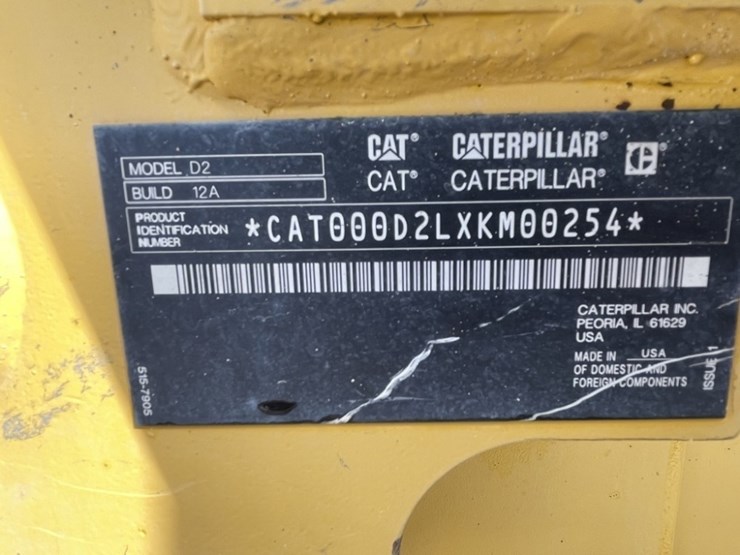 CAT® CATERPILLAR®
CAT® CATERPILLAR®
MODEL D2
BUILD 12A
PRODUCT IDENTIFICATION NUMBER *CAT000D2LXKM00254*
CATERPILLAR INC.
PEORIA, IL 61629
USA
MADE IN USA
OF DOMESTIC AND
FOREIGN COMPONENTS
515-7905
ISSUE 1